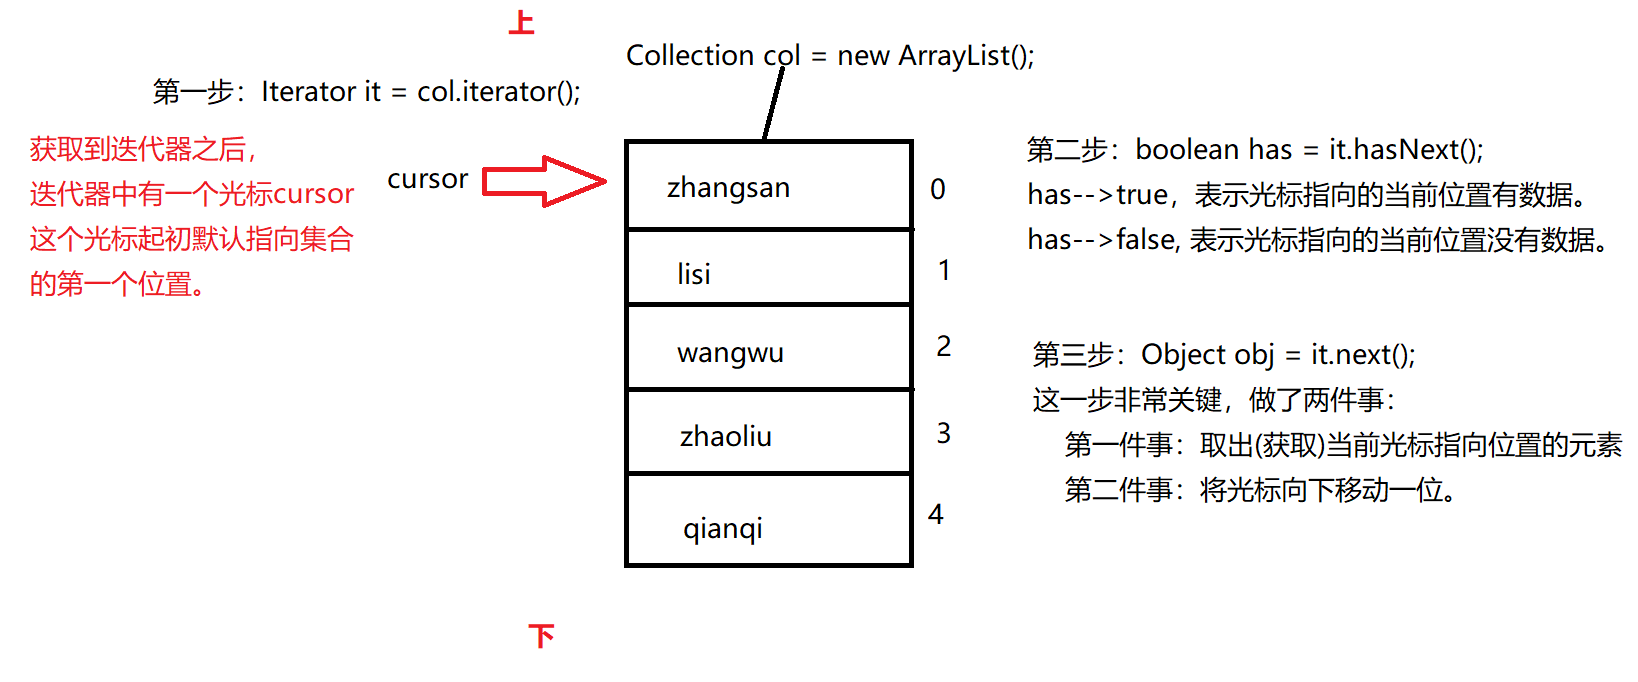 上
Collection col = new ArrayList();
第一步：Iterator it = col.iterator();
获取到迭代器之后，
迭代器中有一个光标cursor
这个光标起初默认指向集合
的第一个位置。
cursor
zhangsan
0
lisi
1
wangwu
2
zhaoliu
3
qianqi
4
第二步：boolean has = it.hasNext();
has-->true，表示光标指向的当前位置有数据。
has-->false, 表示光标指向的当前位置没有数据。
第三步：Object obj = it.next();
这一步非常关键，做了两件事：
第一件事：取出(获取)当前光标指向位置的元素
第二件事：将光标向下移动一位。
下